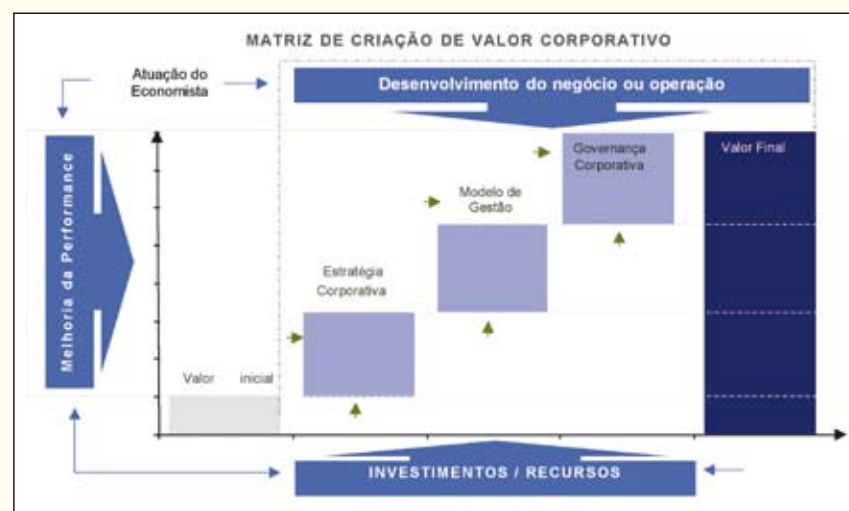 MATRIZ DE CRIAÇÃO DE VALOR CORPORATIVO
Atuação do
Economista
Desenvolvimento do negócio ou operação
Melhoria da Performance
Governança
Corporativa
Valor Final
Modelo de
Gestão
Estratégia
Corporativa
Valor inicial
INVESTIMENTOS / RECURSOS